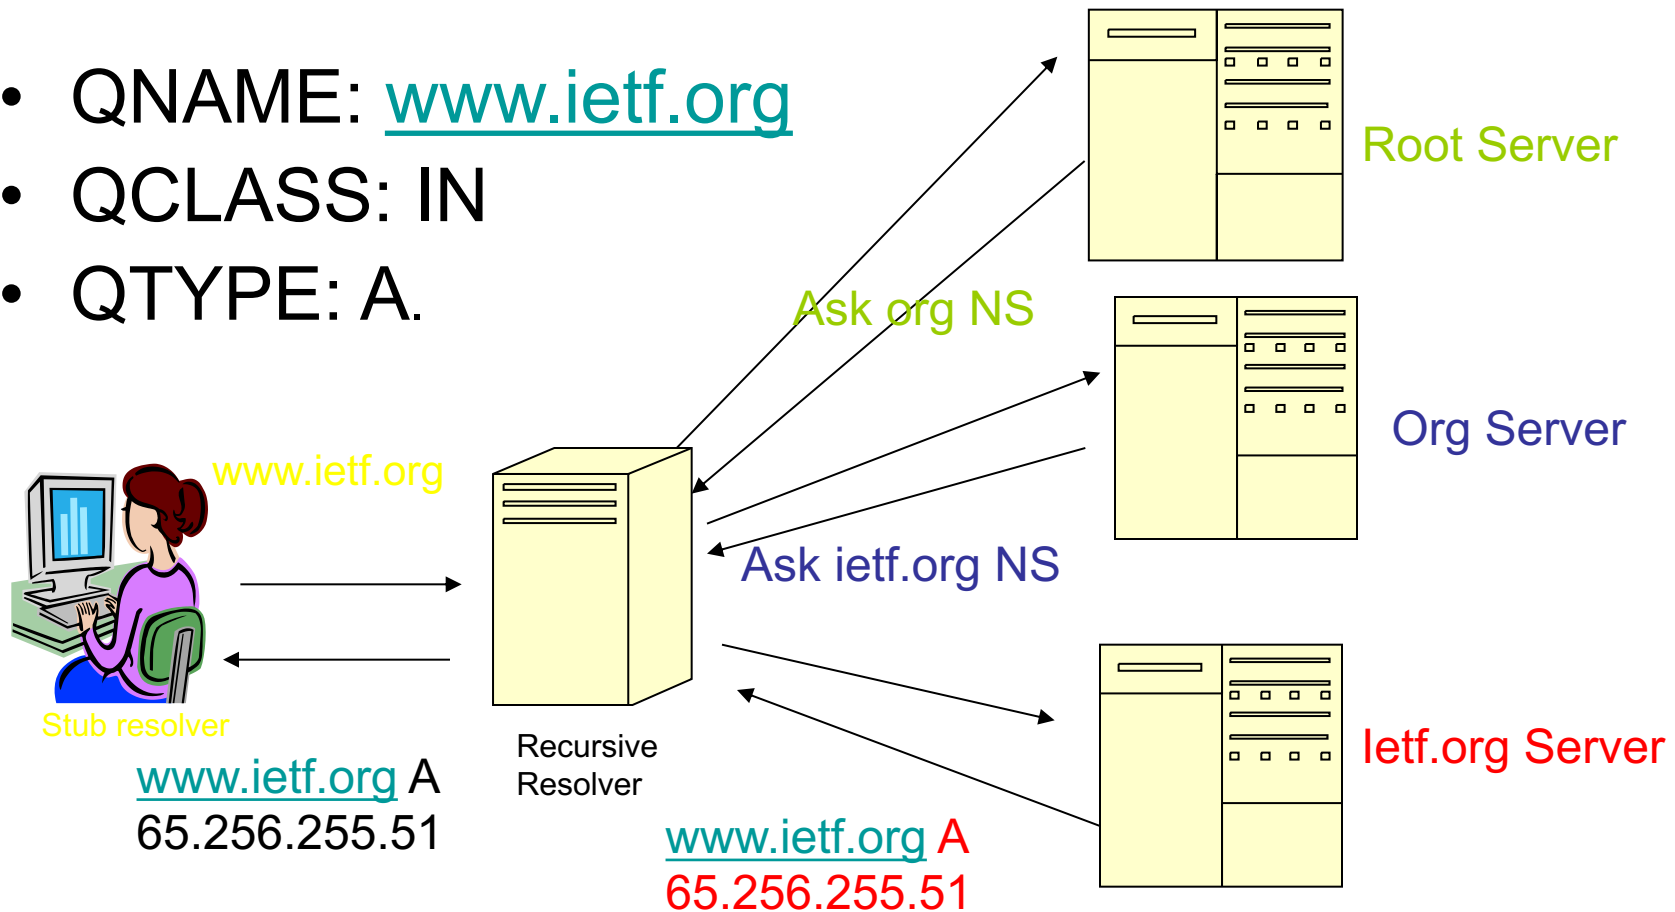 • QNAME: www.ietf.org
• QCLASS: IN
• QTYPE: A.
Root Server
Ask org NS
Org Server
www.ietf.org
Ask ietf.org NS
Stub resolver
Recursive
Resolver
Ietf.org Server
www.ietf.org A
65.256.255.51
www.ietf.org A
65.256.255.51